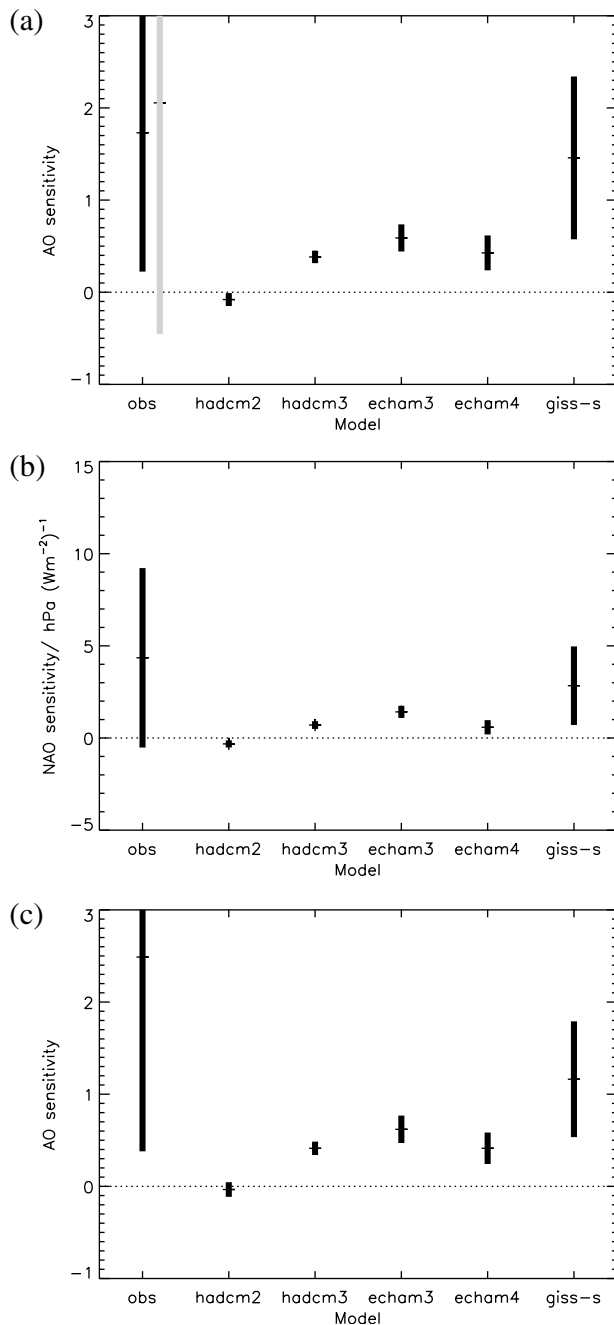 (a)
3
2
1
0
−1
AO sensitivity
obs hadcm2 hadcm3 echam3 echam4 giss−s
Model
(b)
15
10
5
0
−5
NAO sensitivity/ hPa (Wm⁻²)⁻¹
obs hadcm2 hadcm3 echam3 echam4 giss−s
Model
(c)
3
2
1
0
−1
AO sensitivity
obs hadcm2 hadcm3 echam3 echam4 giss−s
Model